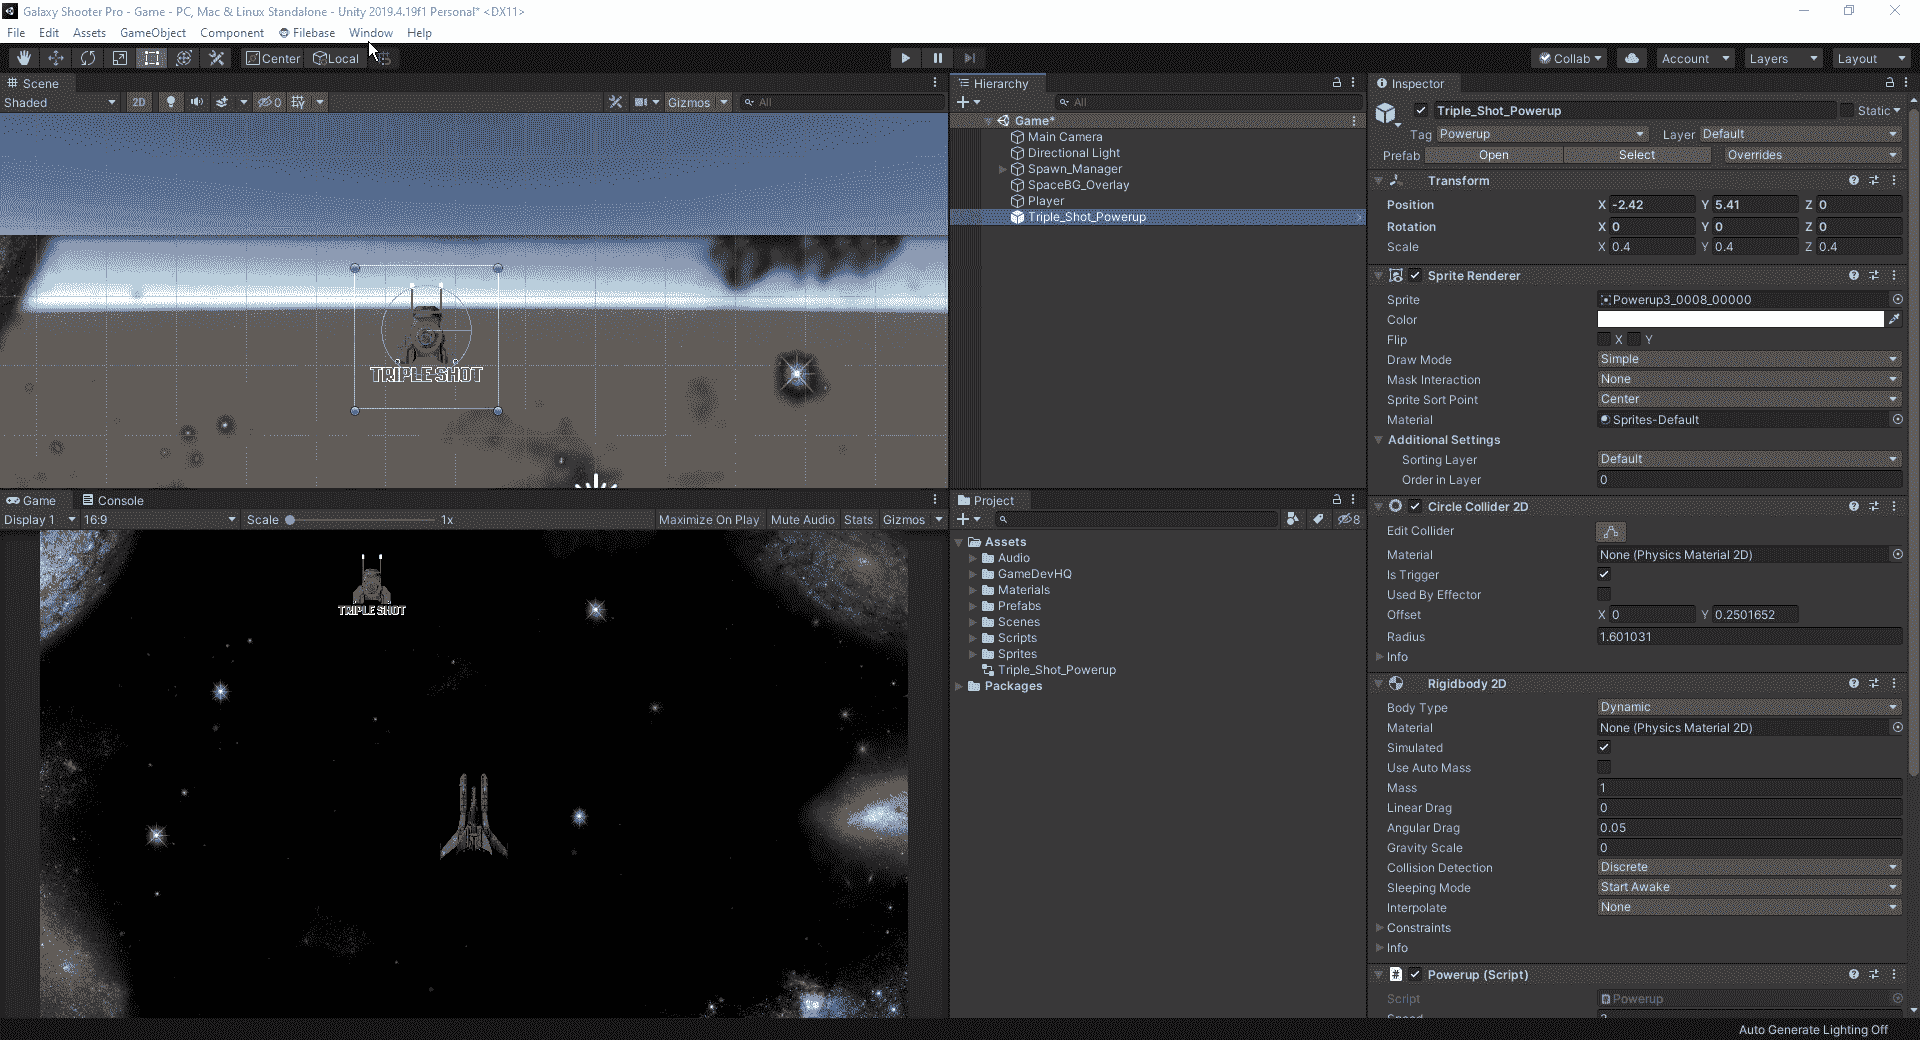 Galaxy Shooter Pro - Game - PC, Mac & Linux Standalone - Unity 2019.4.19f1 Personal* <DX11>
File Edit Assets GameObject Component Filebase Window Help
Center Local Collab Account Layers Layout
Scene
Shaded 2D 0 Gizmos All
TRIPLE SHOT
Game Console
Display 1 16:9 Scale 1x Maximize On Play Mute Audio Stats Gizmos
TRIPLE SHOT
Hierarchy
All
Game*
Main Camera
Directional Light
Spawn_Manager
SpaceBG_Overlay
Player
Triple_Shot_Powerup
Project
8
Assets
Audio
GameDevHQ
Materials
Prefabs
Scenes
Scripts
Sprites
Triple_Shot_Powerup
Packages
Inspector
Triple_Shot_Powerup Static
Tag Powerup Layer Default
Prefab Open Select Overrides
Transform
Position X -2.42 Y 5.41 Z 0
Rotation X 0 Y 0 Z 0
Scale X 0.4 Y 0.4 Z 0.4
Sprite Renderer
Sprite Powerup3_0008_00000
Color
Flip X Y
Draw Mode Simple
Mask Interaction None
Sprite Sort Point Center
Material Sprites-Default
Additional Settings
Sorting Layer Default
Order in Layer 0
Circle Collider 2D
Edit Collider
Material None (Physics Material 2D)
Is Trigger
Used By Effector
Offset X 0 Y 0.2501652
Radius 1.601031
Info
Rigidbody 2D
Body Type Dynamic
Material None (Physics Material 2D)
Simulated
Use Auto Mass
Mass 1
Linear Drag 0
Angular Drag 0.05
Gravity Scale 0
Collision Detection Discrete
Sleeping Mode Start Awake
Interpolate None
Constraints
Info
# Powerup (Script)
Script Powerup
Auto Generate Lighting Off